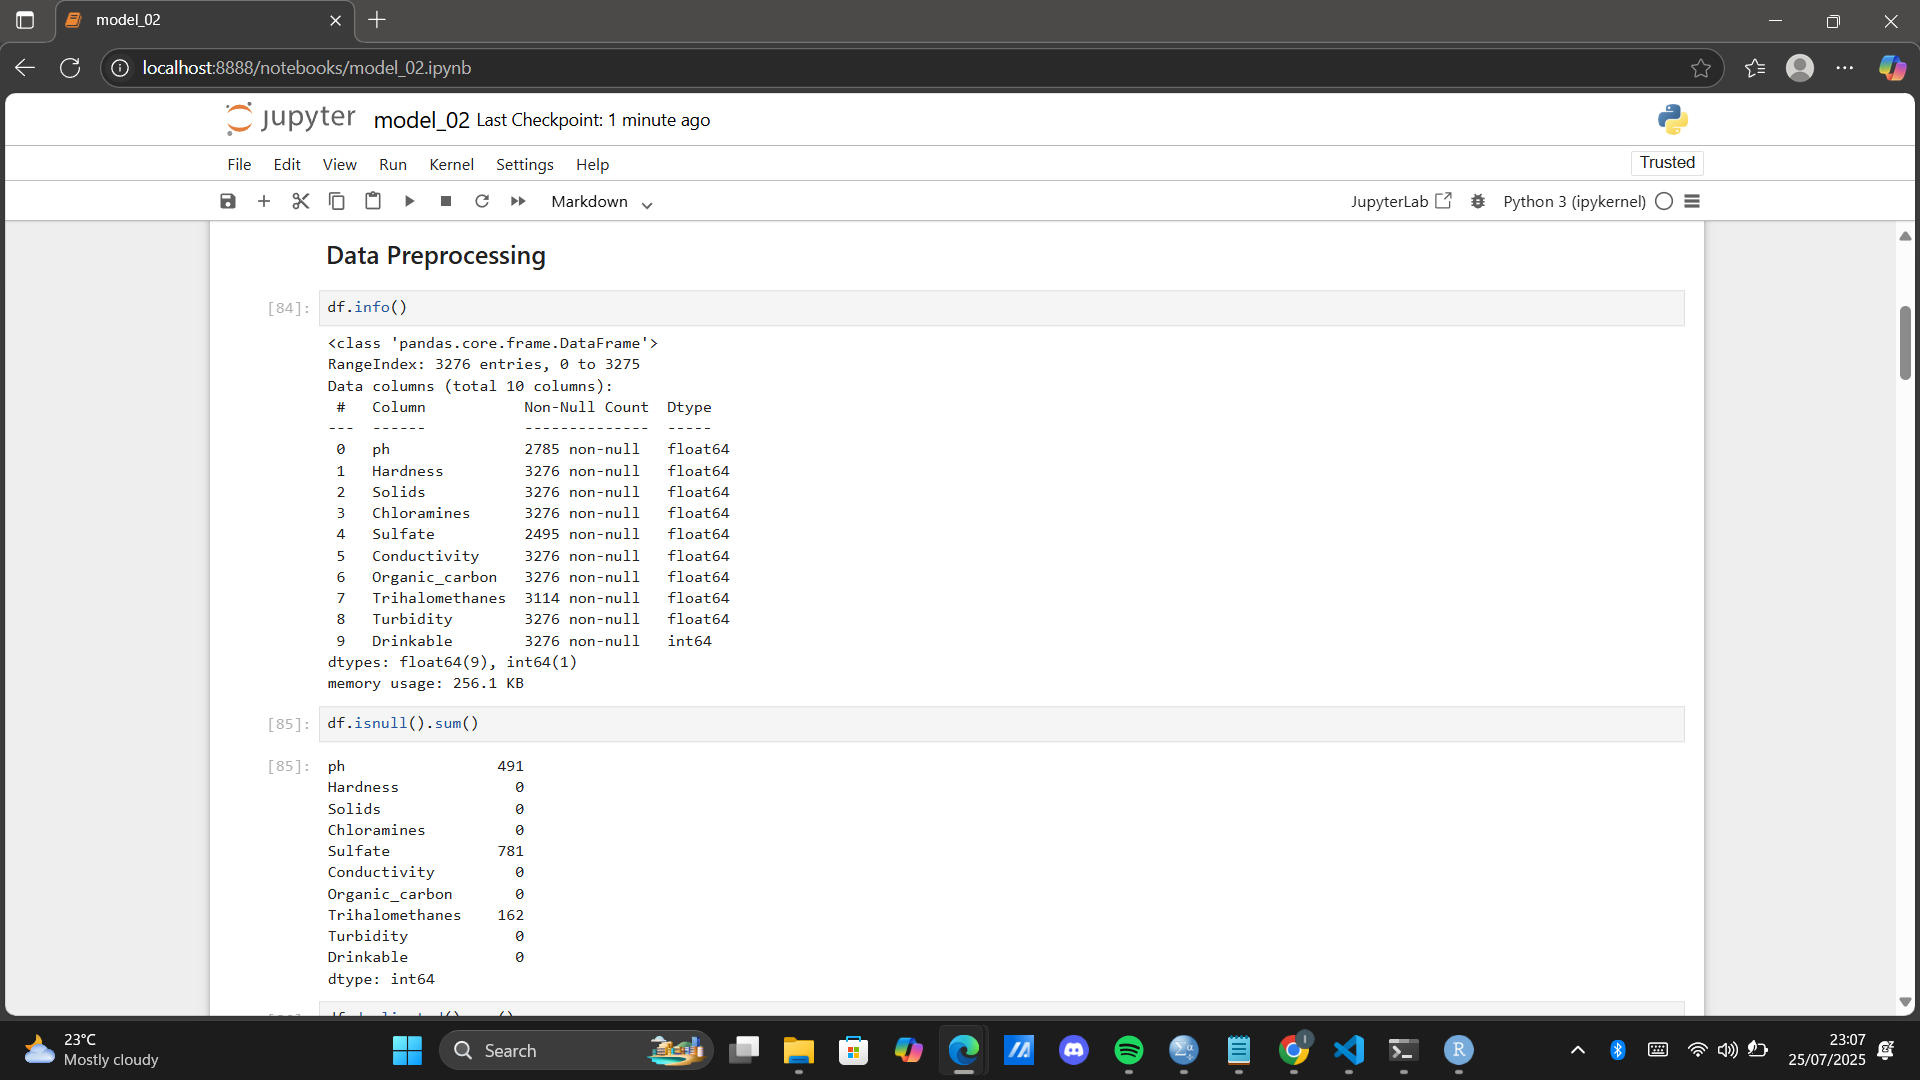 model_02
localhost:8888/notebooks/model_02.ipynb
jupyter model_02 Last Checkpoint: 1 minute ago
File Edit View Run Kernel Settings Help Trusted
Markdown JupyterLab Python 3 (ipykernel)
Data Preprocessing
[84]: df.info()
<class 'pandas.core.frame.DataFrame'>
RangeIndex: 3276 entries, 0 to 3275
Data columns (total 10 columns):
# Column Non-Null Count Dtype
--- ------ -------------- -----
0 ph 2785 non-null float64
1 Hardness 3276 non-null float64
2 Solids 3276 non-null float64
3 Chloramines 3276 non-null float64
4 Sulfate 2495 non-null float64
5 Conductivity 3276 non-null float64
6 Organic_carbon 3276 non-null float64
7 Trihalomethanes 3114 non-null float64
8 Turbidity 3276 non-null float64
9 Drinkable 3276 non-null int64
dtypes: float64(9), int64(1)
memory usage: 256.1 KB
[85]: df.isnull().sum()
[85]: ph 491
Hardness 0
Solids 0
Chloramines 0
Sulfate 781
Conductivity 0
Organic_carbon 0
Trihalomethanes 162
Turbidity 0
Drinkable 0
dtype: int64
23°C
Mostly cloudy
Search
23:07
25/07/2025